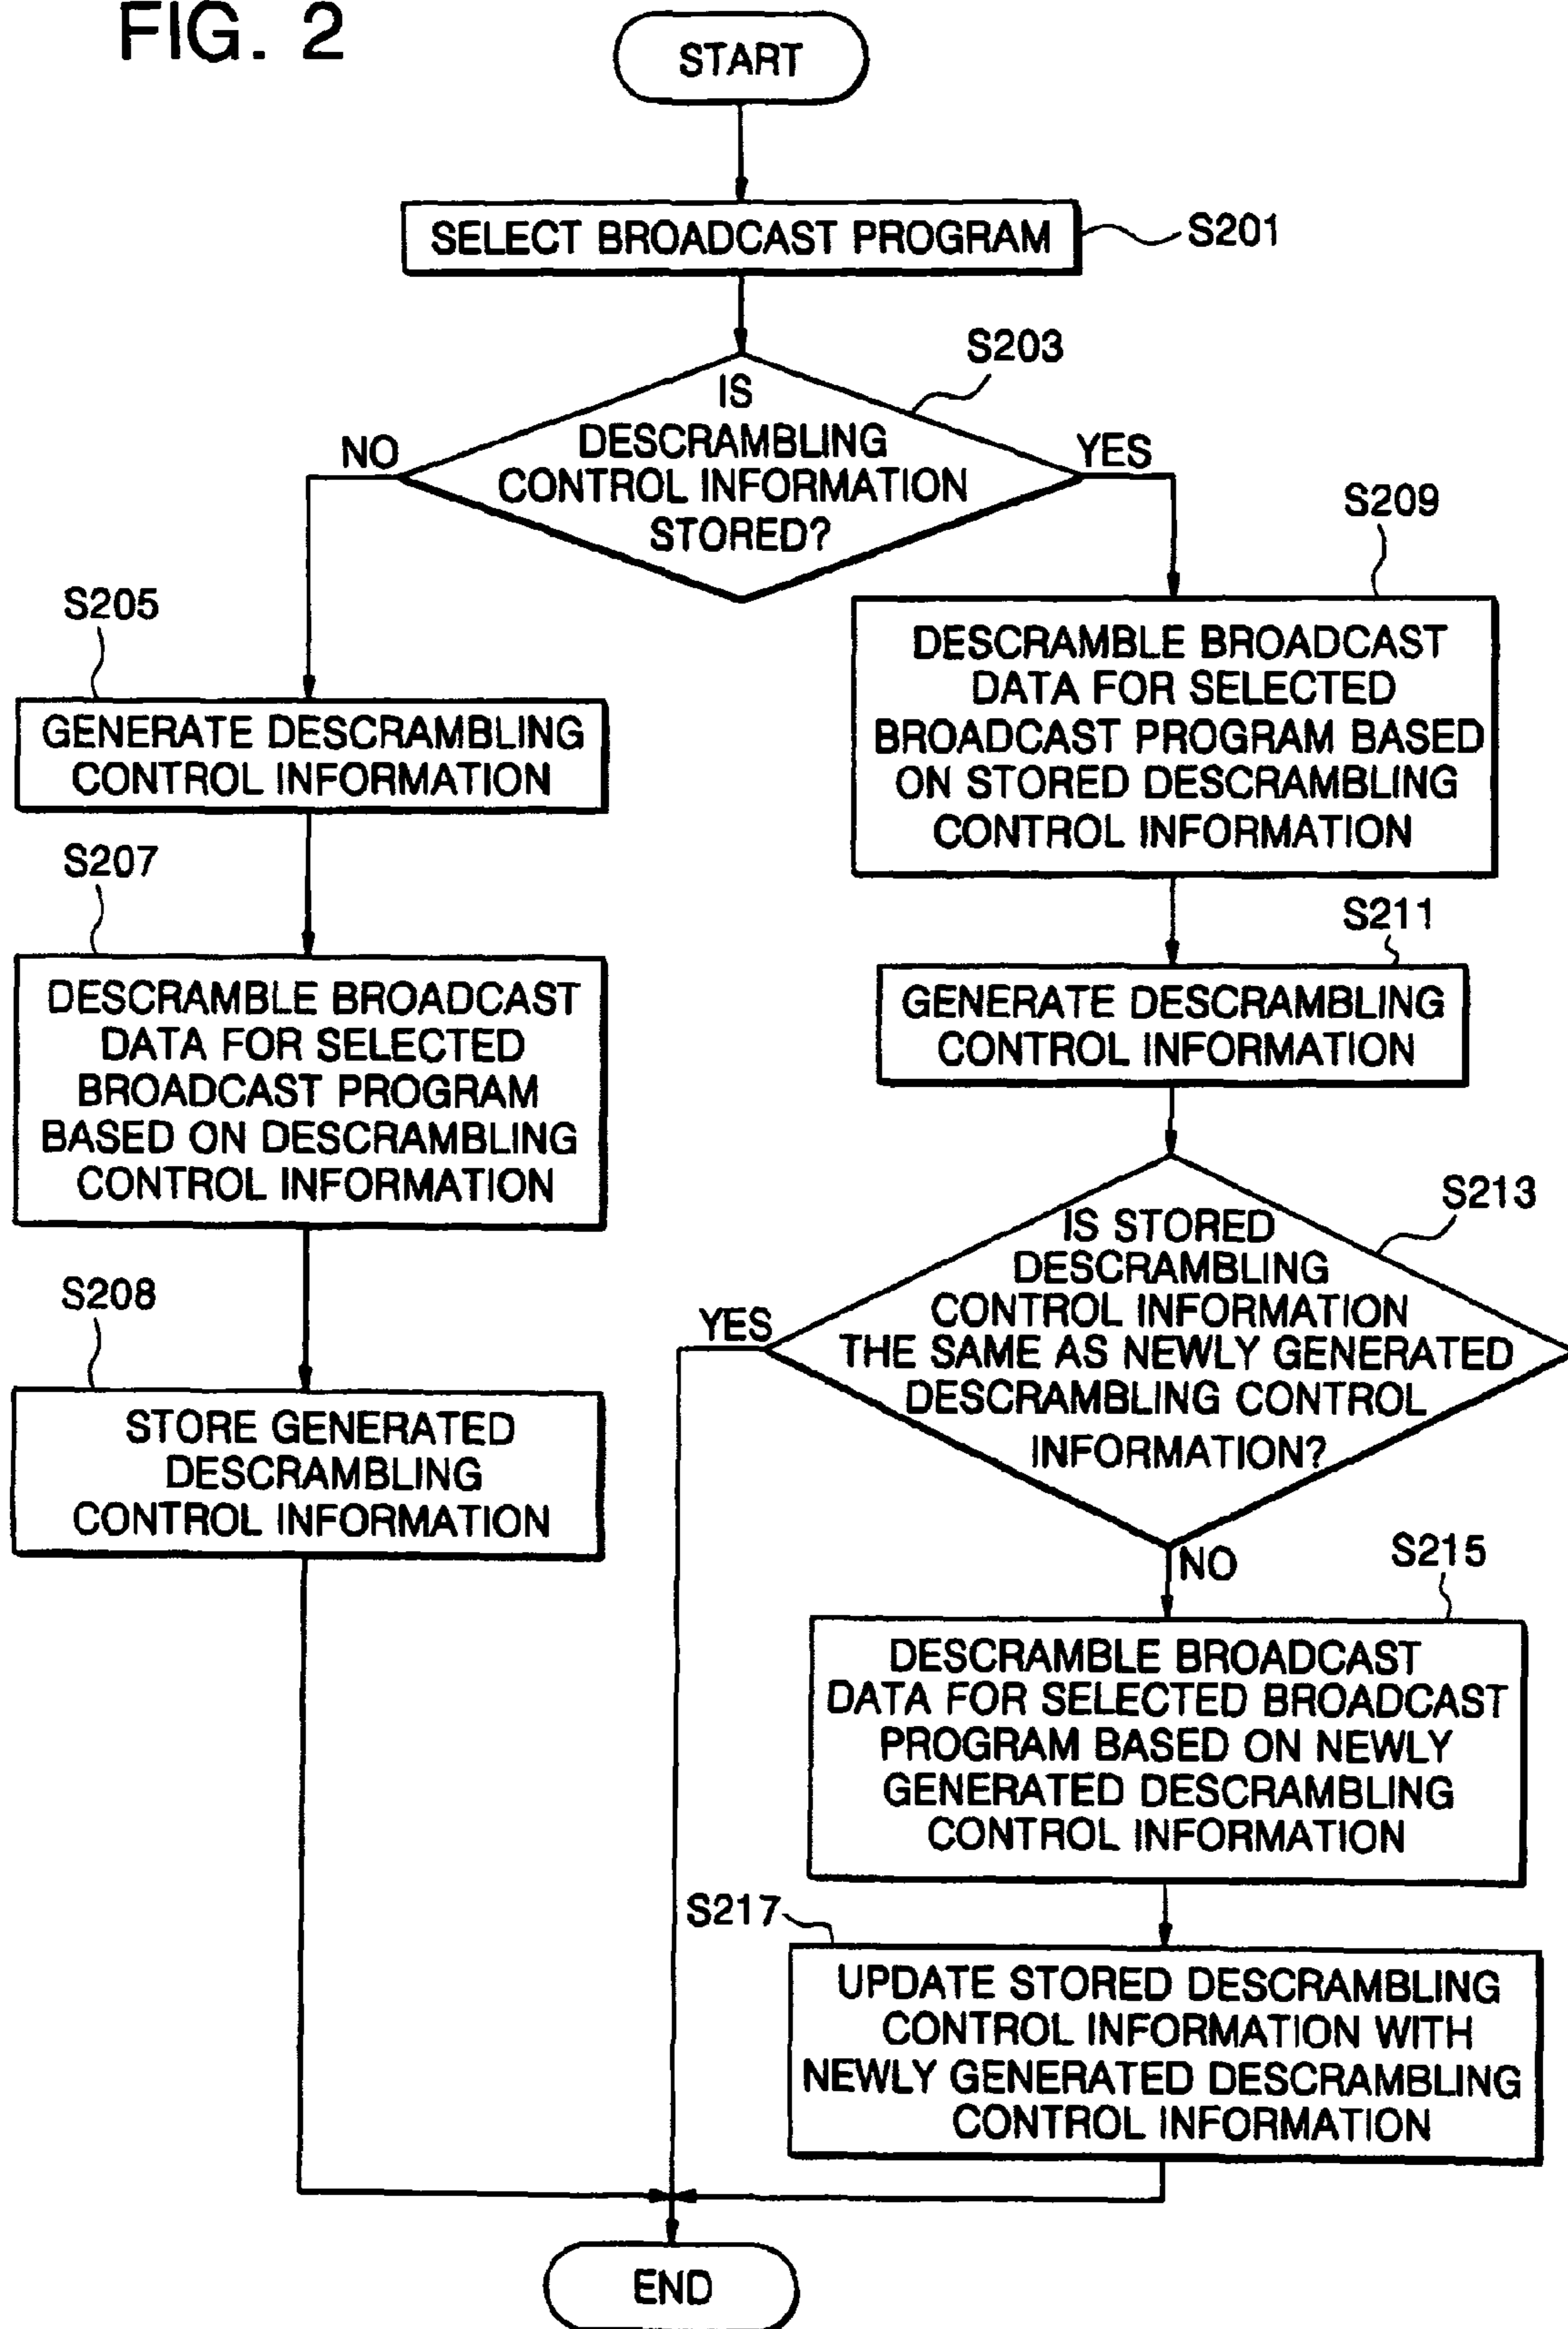 FIG. 2
START
SELECT BROADCAST PROGRAM
S201
S203
IS
DESCRAMBLING
CONTROL INFORMATION
STORED?
NO
YES
S205
GENERATE DESCRAMBLING
CONTROL INFORMATION
S207
DESCRAMBLE BROADCAST
DATA FOR SELECTED
BROADCAST PROGRAM
BASED ON DESCRAMBLING
CONTROL INFORMATION
S208
STORE GENERATED
DESCRAMBLING
CONTROL INFORMATION
S209
DESCRAMBLE BROADCAST
DATA FOR SELECTED
BROADCAST PROGRAM BASED
ON STORED DESCRAMBLING
CONTROL INFORMATION
S211
GENERATE DESCRAMBLING
CONTROL INFORMATION
S213
IS STORED
DESCRAMBLING
CONTROL INFORMATION
THE SAME AS NEWLY GENERATED
DESCRAMBLING CONTROL
INFORMATION?
YES
NO
S215
DESCRAMBLE BROADCAST
DATA FOR SELECTED BROADCAST
PROGRAM BASED ON NEWLY
GENERATED DESCRAMBLING
CONTROL INFORMATION
S217
UPDATE STORED DESCRAMBLING
CONTROL INFORMATION WITH
NEWLY GENERATED DESCRAMBLING
CONTROL INFORMATION
END